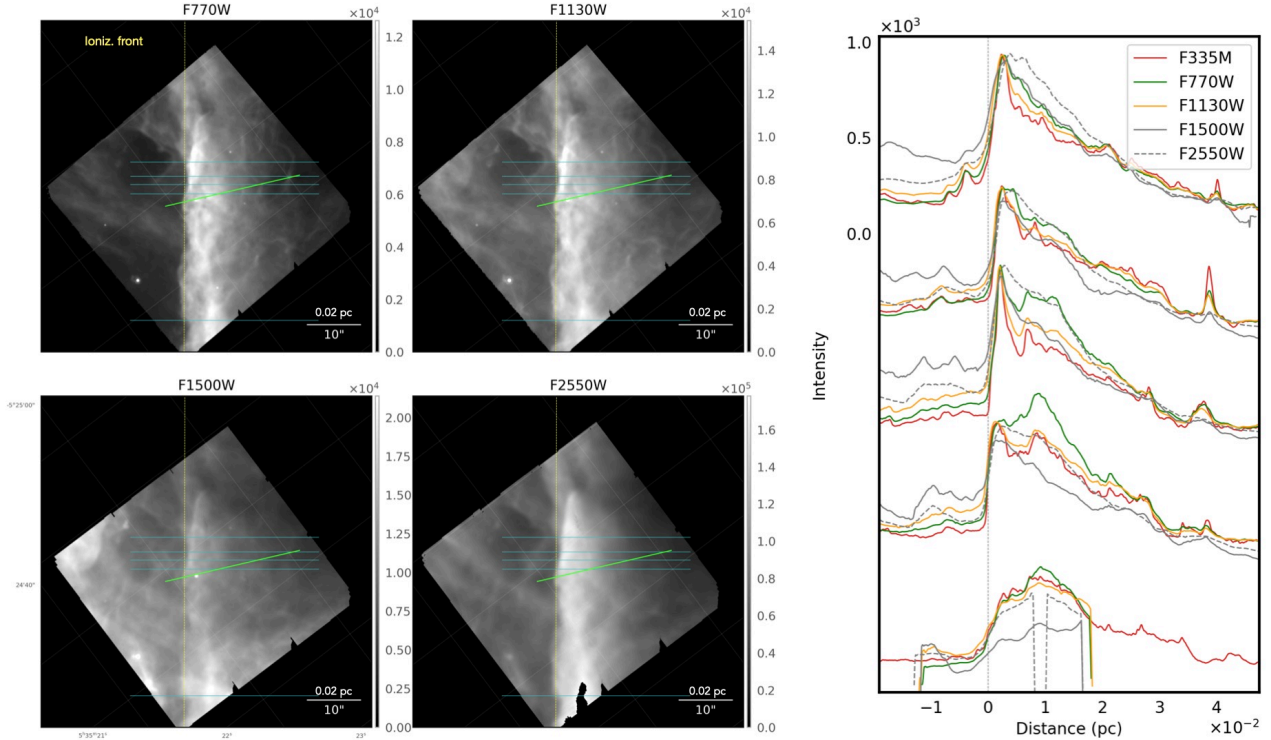 F770W
×10⁴
Ioniz. front
1.2
1.0
0.8
0.6
0.4
0.2
0.0
0.02 pc
10"
F1130W
×10⁴
1.4
1.2
1.0
0.8
0.6
0.4
0.2
0.0
0.02 pc
10"
F1500W
×10⁴
-5°25'00"
24'40"
2.00
1.75
1.50
1.25
1.00
0.75
0.50
0.25
0.00
0.02 pc
10"
5ʰ35ᵐ21ˢ
22ˢ
23ˢ
F2550W
×10⁵
1.6
1.4
1.2
1.0
0.8
0.6
0.4
0.2
0.0
0.02 pc
10"
×10³
1.0
0.5
0.0
Intensity
F335M
F770W
F1130W
F1500W
F2550W
−1 0 1 2 3 4
Distance (pc)
×10⁻²